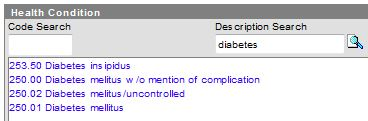 Health Condition
Code Search Description Search
diabetes
253.50 Diabetes insipidus
250.00 Diabetes melitus w/o mention of complication
250.02 Diabetes melitus/uncontrolled
250.01 Diabetes mellitus